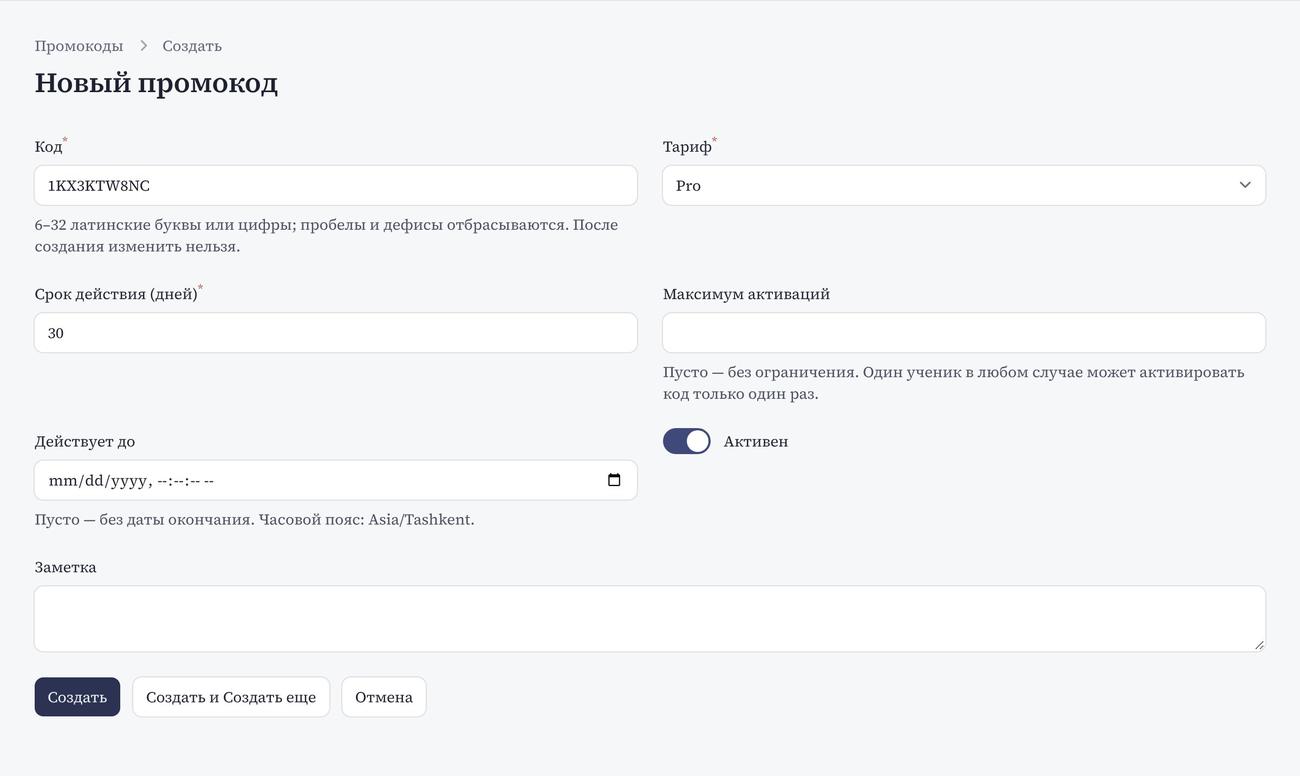 Промокоды > Создать
Новый промокод
Код*
Тариф*
1KX3KTW8NC
Pro
6–32 латинские буквы или цифры; пробелы и дефисы отбрасываются. После
создания изменить нельзя.
Срок действия (дней)*
Максимум активаций
30
Пусто — без ограничения. Один ученик в любом случае может активировать
код только один раз.
Действует до
Активен
mm/dd/yyyy, --:--:-- --
Пусто — без даты окончания. Часовой пояс: Asia/Tashkent.
Заметка
Создать
Создать и Создать еще
Отмена